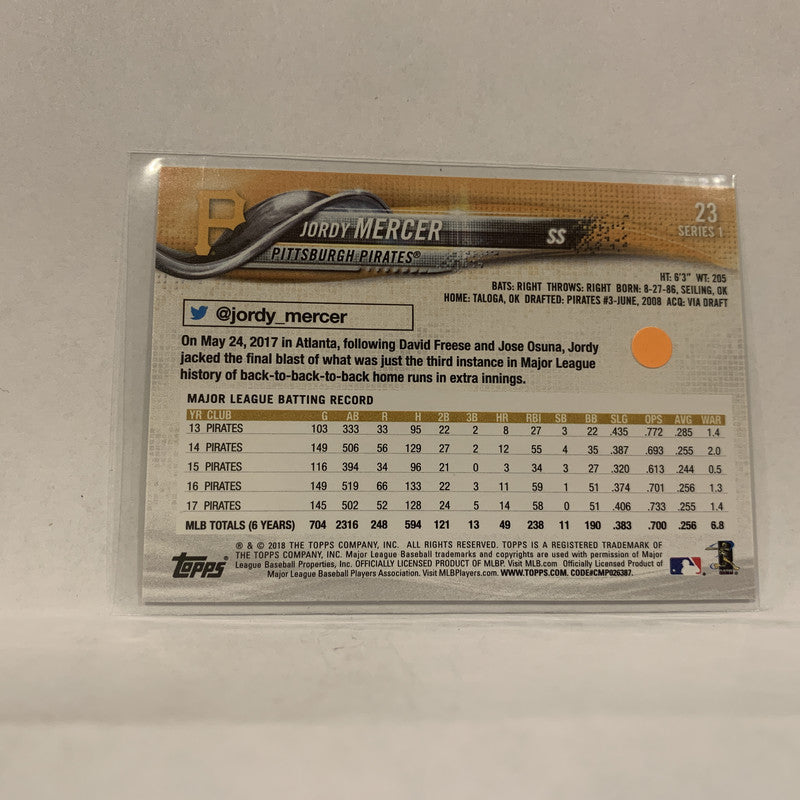 P
JORDY MERCER SS
PITTSBURGH PIRATES®
23
SERIES 1
HT: 6'3" WT: 205
BATS: RIGHT THROWS: RIGHT BORN: 8-27-86, SEILING, OK
HOME: TALOGA, OK DRAFTED: PIRATES #3-JUNE, 2008 ACQ: VIA DRAFT
@jordy_mercer
On May 24, 2017 in Atlanta, following David Freese and Jose Osuna, Jordy
jacked the final blast of what was just the third instance in Major League
history of back-to-back-to-back home runs in extra innings.
MAJOR LEAGUE BATTING RECORD
YR CLUB G AB R H 2B 3B HR RBI SB BB SLG OPS AVG WAR
13 PIRATES 103 333 33 95 22 2 8 27 3 22 .435 .772 .285 1.4
14 PIRATES 149 506 56 129 27 2 12 55 4 35 .387 .693 .255 2.0
15 PIRATES 116 394 34 96 21 0 3 34 3 27 .320 .613 .244 0.5
16 PIRATES 149 519 66 133 22 3 11 59 1 51 .374 .701 .256 1.3
17 PIRATES 145 502 52 128 24 5 14 58 0 51 .406 .733 .255 1.4
MLB TOTALS (6 YEARS) 704 2316 248 594 121 13 49 238 11 190 .383 .700 .256 6.8
® & © 2018 THE TOPPS COMPANY, INC. ALL RIGHTS RESERVED. TOPPS IS A REGISTERED TRADEMARK OF
THE TOPPS COMPANY, INC. Major League Baseball trademarks and copyrights are used with permission of Major
League Baseball Properties, Inc. OFFICIALLY LICENSED PRODUCT OF MLBP. Visit MLB.com Officially Licensed Product of
Major League Baseball Players Association. Visit MLBPlayers.com. WWW.TOPPS.COM. CODE#CMP026387.
Topps®